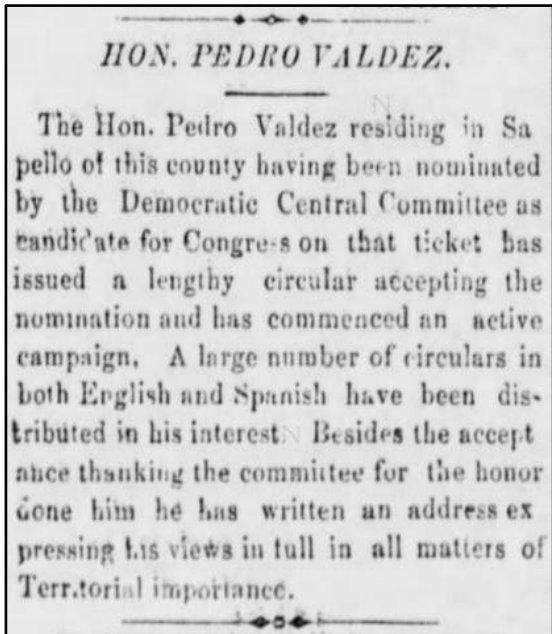 HON. PEDRO VALDEZ.
The Hon. Pedro Valdez residing in Sa
pello of this county having been nominated
by the Democratic Central Committee as
candidate for Congress on that ticket has
issued a lengthy circular accepting the
nomination and has commenced an active
campaign. A large number of circulars in
both English and Spanish have been dis-
tributed in his interest Besides the accept
ance thanking the committee for the honor
done him he has written an address ex
pressing his views in full in all matters of
Territorial importance.